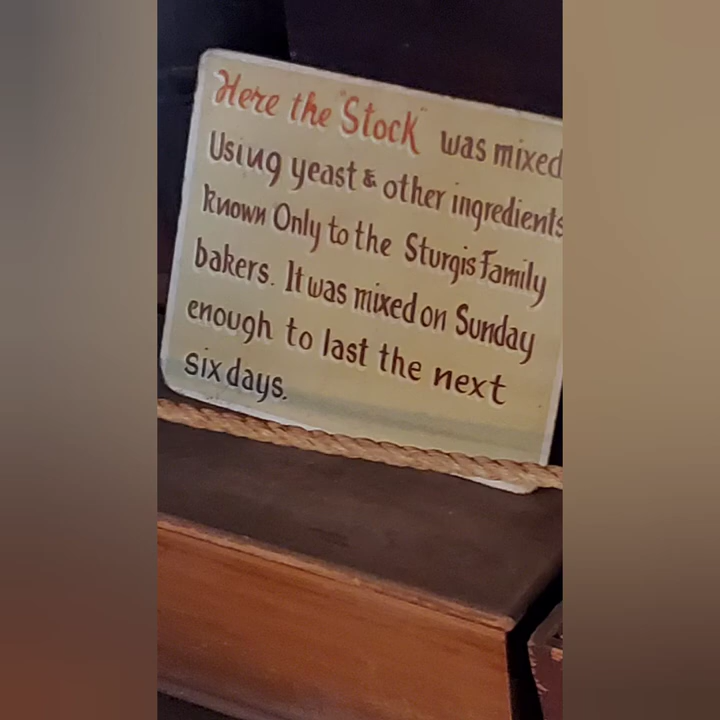 Here the "Stock" was mixed
Using yeast & other ingredients
known Only to the Sturgis Family
bakers. It was mixed on Sunday
enough to last the next
six days.